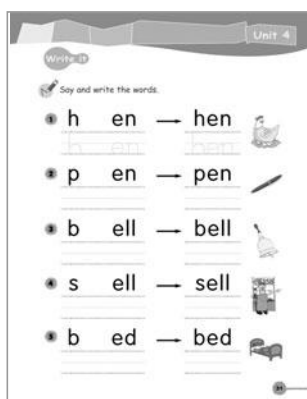 Unit 4
Write it
Say and write the words.
1 h en → hen
h en hen
2 p en → pen
3 b ell → bell
4 s ell → sell
5 b ed → bed
31